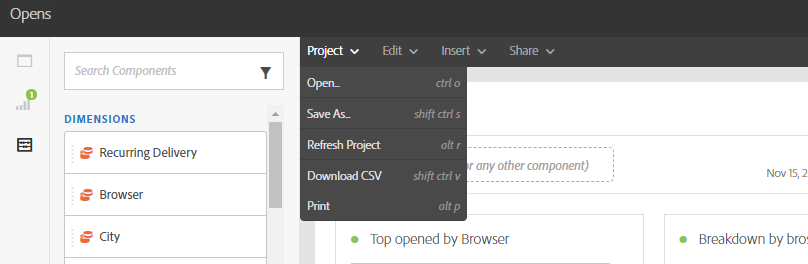 Opens
Project Edit Insert Share
Search Components
1
DIMENSIONS
Recurring Delivery
Browser
City
Open... ctrl o
Save As... shift ctrl s
Refresh Project alt r
Download CSV shift ctrl v
Print alt p
or any other component)
Nov 15, 2
Top opened by Browser
Breakdown by bros